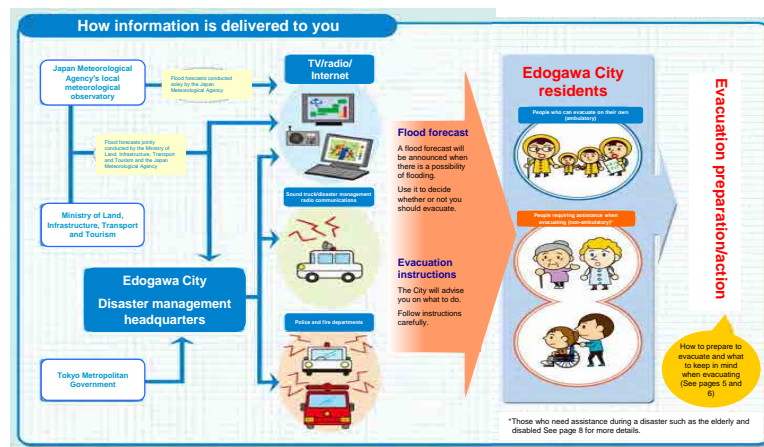 How information is delivered to you
Japan Meteorological
Agency's local
meteorological
observatory
Flood forecasts conducted
solely by the Japan
Meteorological Agency
Flood forecasts jointly
conducted by the Ministry of
Land, Infrastructure, Transport
and Tourism and the Japan
Meteorological Agency
Ministry of Land,
Infrastructure, Transport
and Tourism
Edogawa City
Disaster management
headquarters
Tokyo Metropolitan
Government
TV/radio/
Internet
Sound truck/disaster management
radio communications
Police and fire departments
Flood forecast
A flood forecast will
be announced when
there is a possibility
of flooding.
Use it to decide
whether or not you
should evacuate.
Evacuation
instructions
The City will advise
you on what to do.
Follow instructions
carefully.
Edogawa City
residents
People who can evacuate on their own
(ambulatory)
People requiring assistance when
evacuating (non-ambulatory)*
*Those who need assistance during a disaster such as the elderly and
disabled See page 8 for more details.
Evacuation preparation/action
How to prepare to
evacuate and what
to keep in mind
when evacuating
(See pages 5 and
6)